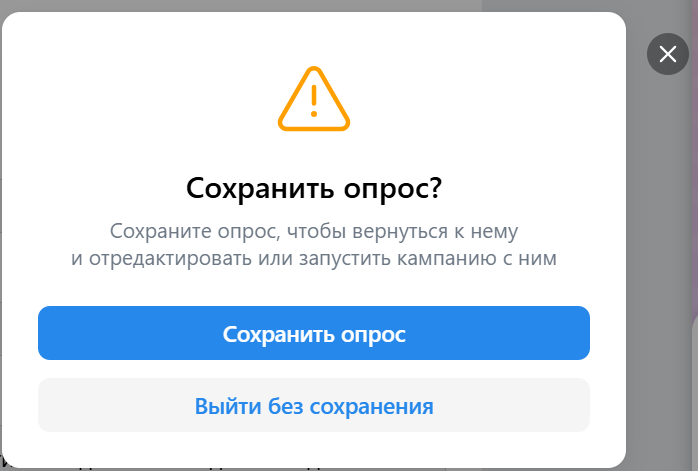 Сохранить опрос?
Сохраните опрос, чтобы вернуться к нему
и отредактировать или запустить кампанию с ним
Сохранить опрос
Выйти без сохранения